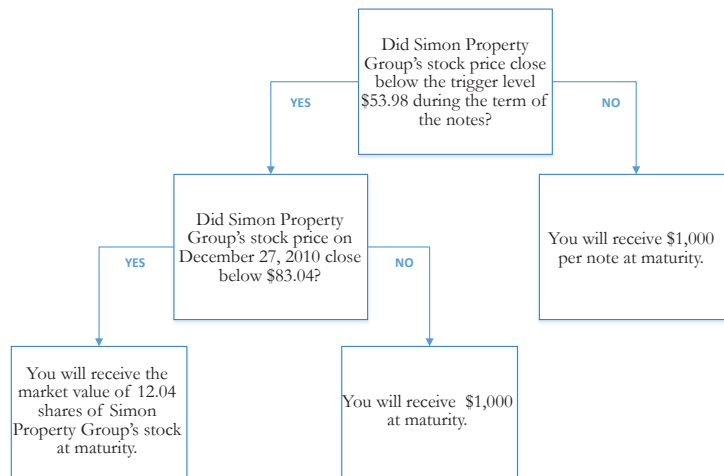 Did Simon Property
Group's stock price close
below the trigger level
$53.98 during the term of
the notes?
YES
NO
Did Simon Property
Group's stock price on
December 27, 2010 close
below $83.04?
You will receive $1,000
per note at maturity.
YES
NO
You will receive the
market value of 12.04
shares of Simon
Property Group's stock
at maturity.
You will receive $1,000
at maturity.